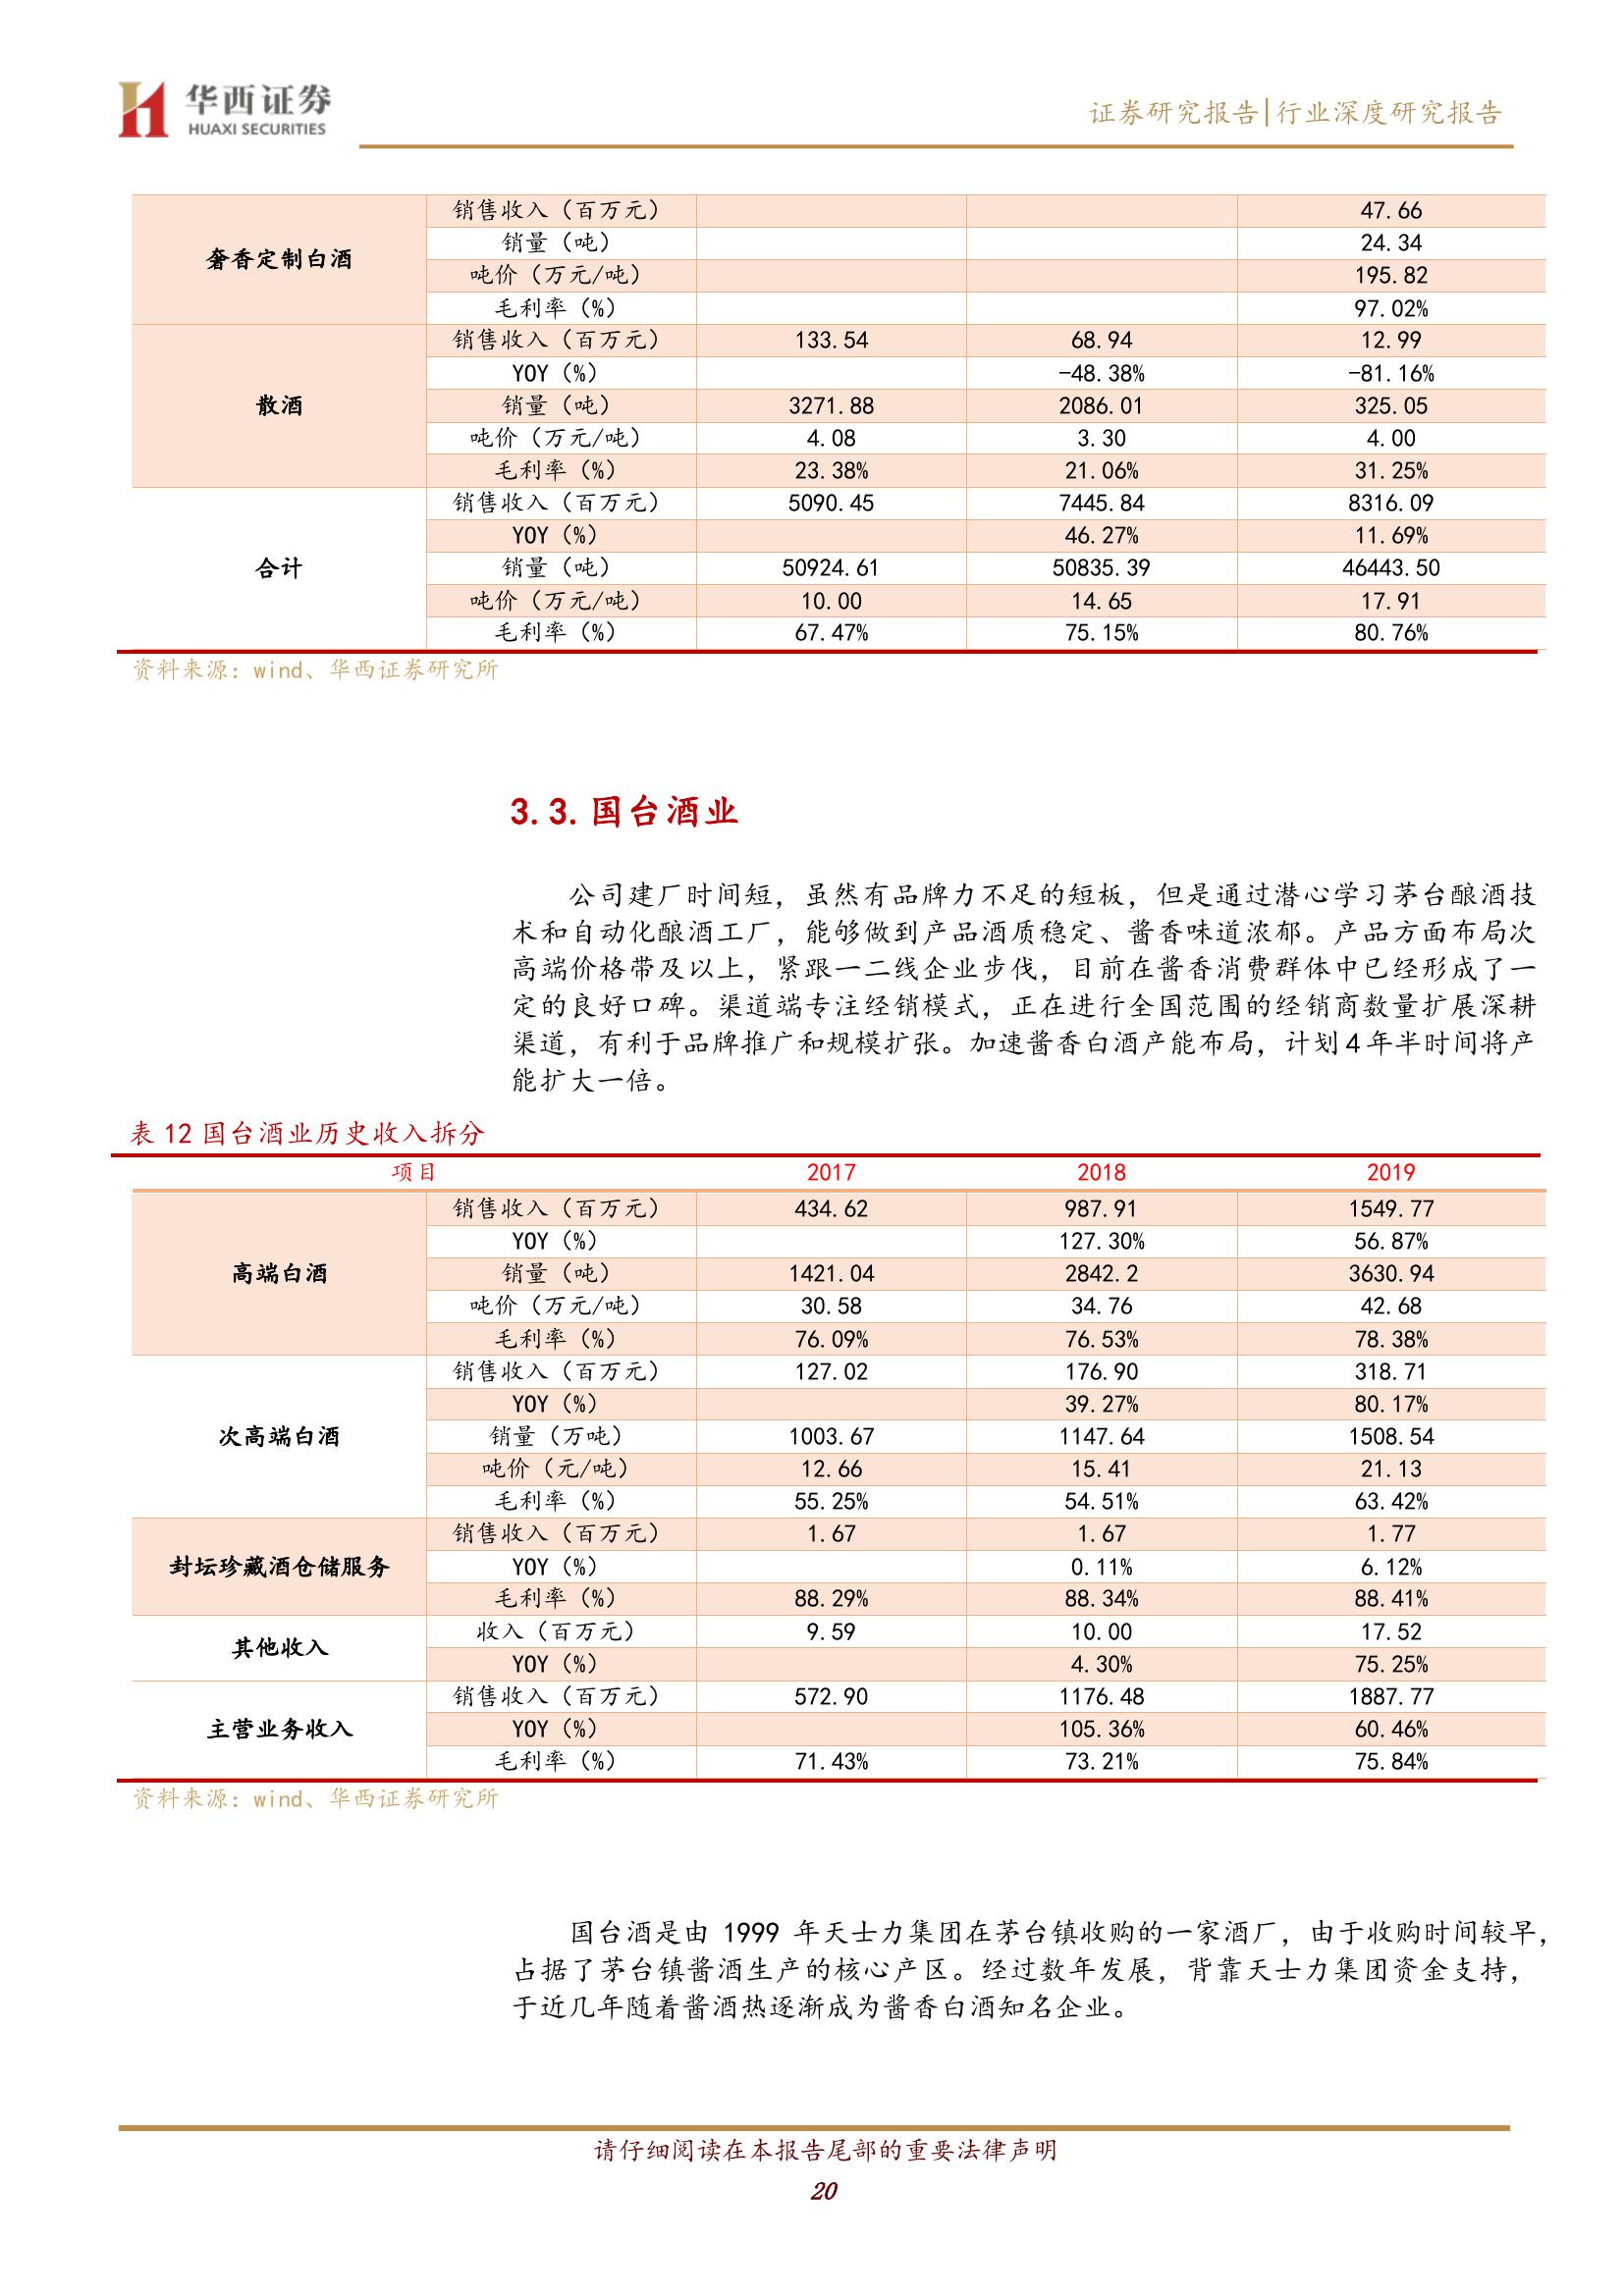 华西证券
HUAXI SECURITIES
证券研究报告|行业深度研究报告
奢香定制白酒
销售收入（百万元） 47.66
销量（吨） 24.34
吨价（万元/吨） 195.82
毛利率（%） 97.02%
散酒
销售收入（百万元） 133.54 68.94 12.99
YOY（%） -48.38% -81.16%
销量（吨） 3271.88 2086.01 325.05
吨价（万元/吨） 4.08 3.30 4.00
毛利率（%） 23.38% 21.06% 31.25%
合计
销售收入（百万元） 5090.45 7445.84 8316.09
YOY（%） 46.27% 11.69%
销量（吨） 50924.61 50835.39 46443.50
吨价（万元/吨） 10.00 14.65 17.91
毛利率（%） 67.47% 75.15% 80.76%
资料来源：wind、华西证券研究所
3.3.国台酒业
公司建厂时间短，虽然有品牌力不足的短板，但是通过潜心学习茅台酿酒技
术和自动化酿酒工厂，能够做到产品酒质稳定、酱香味道浓郁。产品方面布局次
高端价格带及以上，紧跟一二线企业步伐，目前在酱香消费群体中已经形成了一
定的良好口碑。渠道端专注经销模式，正在进行全国范围的经销商数量扩展深耕
渠道，有利于品牌推广和规模扩张。加速酱香白酒产能布局，计划4年半时间将产
能扩大一倍。
表 12 国台酒业历史收入拆分
项目 2017 2018 2019
高端白酒
销售收入（百万元） 434.62 987.91 1549.77
YOY（%） 127.30% 56.87%
销量（吨） 1421.04 2842.2 3630.94
吨价（万元/吨） 30.58 34.76 42.68
毛利率（%） 76.09% 76.53% 78.38%
次高端白酒
销售收入（百万元） 127.02 176.90 318.71
YOY（%） 39.27% 80.17%
销量（万吨） 1003.67 1147.64 1508.54
吨价（元/吨） 12.66 15.41 21.13
毛利率（%） 55.25% 54.51% 63.42%
封坛珍藏酒仓储服务
销售收入（百万元） 1.67 1.67 1.77
YOY（%） 0.11% 6.12%
毛利率（%） 88.29% 88.34% 88.41%
其他收入
收入（百万元） 9.59 10.00 17.52
YOY（%） 4.30% 75.25%
主营业务收入
销售收入（百万元） 572.90 1176.48 1887.77
YOY（%） 105.36% 60.46%
毛利率（%） 71.43% 73.21% 75.84%
资料来源：wind、华西证券研究所
国台酒是由 1999 年天士力集团在茅台镇收购的一家酒厂，由于收购时间较早，
占据了茅台镇酱酒生产的核心产区。经过数年发展，背靠天士力集团资金支持，
于近几年随着酱酒热逐渐成为酱香白酒知名企业。
请仔细阅读在本报告尾部的重要法律声明
20